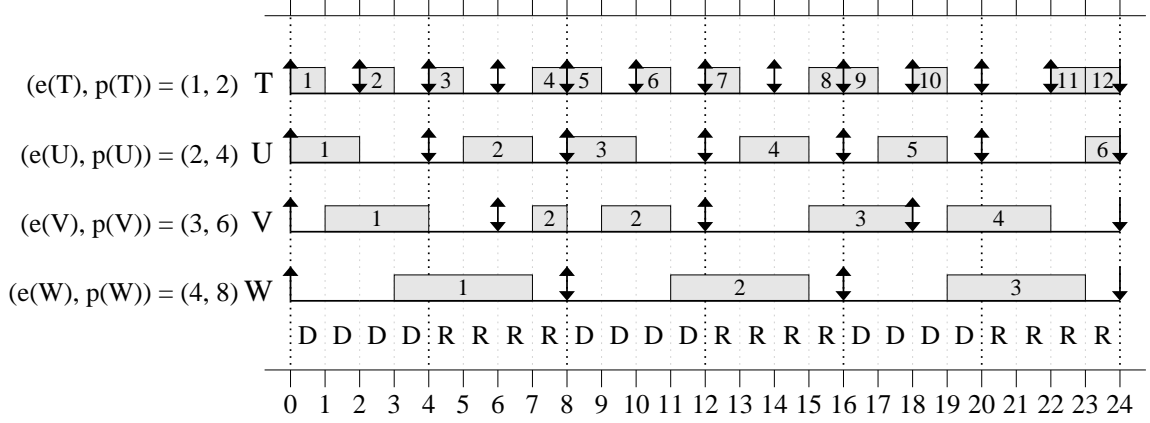 (e(T), p(T)) = (1, 2) T 1 2 3 4 5 6 7 8 9 10 11 12
(e(U), p(U)) = (2, 4) U 1 2 3 4 5 6
(e(V), p(V)) = (3, 6) V 1 2 2 3 4
(e(W), p(W)) = (4, 8) W 1 2 3
D D D D R R R R D D D D R R R R D D D D R R R R
0 1 2 3 4 5 6 7 8 9 10 11 12 13 14 15 16 17 18 19 20 21 22 23 24